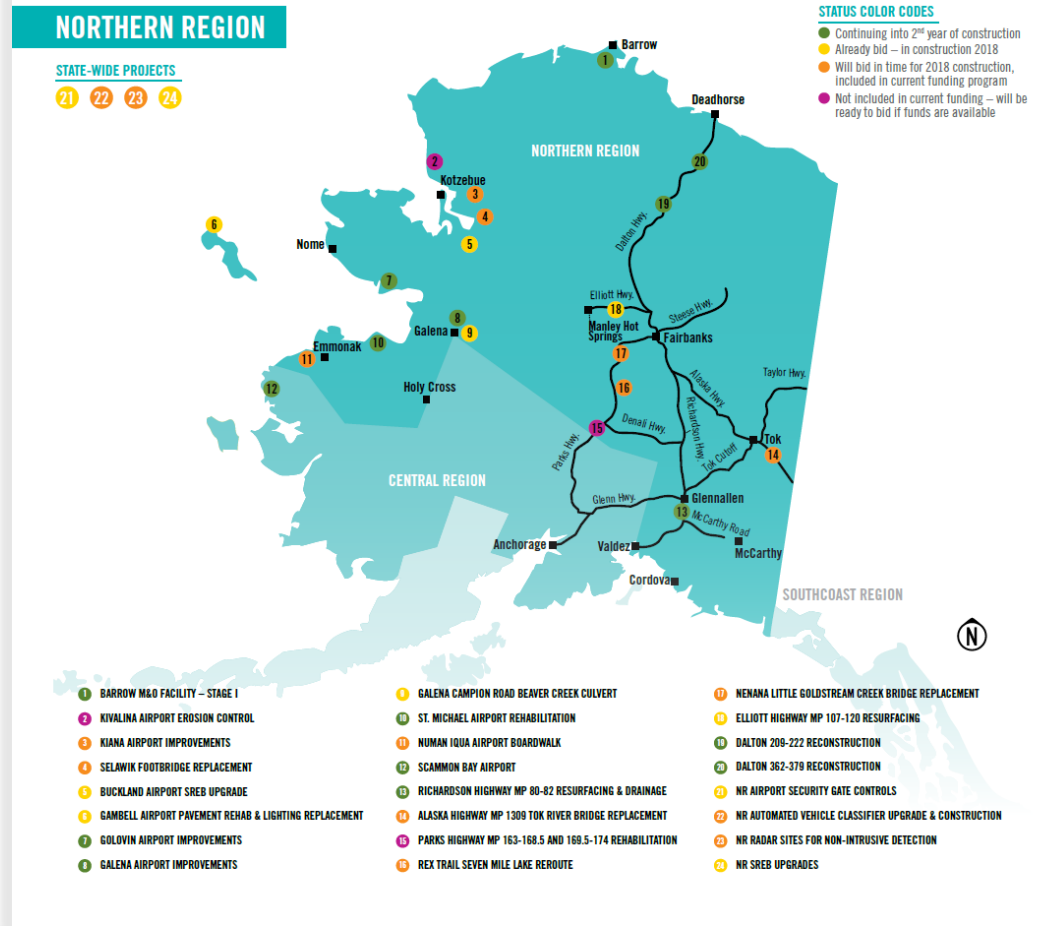 NORTHERN REGION
STATE-WIDE PROJECTS
21 22 23 24
STATUS COLOR CODES
Continuing into 2nd year of construction
Already bid – in construction 2018
Will bid in time for 2018 construction,
included in current funding program
Not included in current funding – will be
ready to bid if funds are available
Barrow
1
Deadhorse
NORTHERN REGION
20
2
Kotzebue
3
19
4
6
Dalton Hwy.
Nome
5
7
Elliott Hwy.
18
Steese Hwy.
8
Galena
9
Manley Hot
Springs
Fairbanks
10
Emmonak
11
17
Alaska Hwy.
Taylor Hwy.
12
Holy Cross
16
Richardson Hwy.
15
Denali Hwy.
Tok
Parks Hwy.
14
Tok Cutoff
CENTRAL REGION
Glenn Hwy.
Glennallen
13
McCarthy Road
Anchorage
Valdez
McCarthy
Cordova
SOUTHCOAST REGION
N
1 BARROW M&O FACILITY – STAGE I
2 KIVALINA AIRPORT EROSION CONTROL
3 KIANA AIRPORT IMPROVEMENTS
4 SELAWIK FOOTBRIDGE REPLACEMENT
5 BUCKLAND AIRPORT SREB UPGRADE
6 GAMBELL AIRPORT PAVEMENT REHAB & LIGHTING REPLACEMENT
7 GOLOVIN AIRPORT IMPROVEMENTS
8 GALENA AIRPORT IMPROVEMENTS
9 GALENA CAMPION ROAD BEAVER CREEK CULVERT
10 ST. MICHAEL AIRPORT REHABILITATION
11 NUMAN IQUA AIRPORT BOARDWALK
12 SCAMMON BAY AIRPORT
13 RICHARDSON HIGHWAY MP 80-82 RESURFACING & DRAINAGE
14 ALASKA HIGHWAY MP 1309 TOK RIVER BRIDGE REPLACEMENT
15 PARKS HIGHWAY MP 163-168.5 AND 169.5-174 REHABILITATION
16 REX TRAIL SEVEN MILE LAKE REROUTE
17 NENANA LITTLE GOLDSTREAM CREEK BRIDGE REPLACEMENT
18 ELLIOTT HIGHWAY MP 107-120 RESURFACING
19 DALTON 209-222 RECONSTRUCTION
20 DALTON 362-379 RECONSTRUCTION
21 NR AIRPORT SECURITY GATE CONTROLS
22 NR AUTOMATED VEHICLE CLASSIFIER UPGRADE & CONSTRUCTION
23 NR RADAR SITES FOR NON-INTRUSIVE DETECTION
24 NR SREB UPGRADES